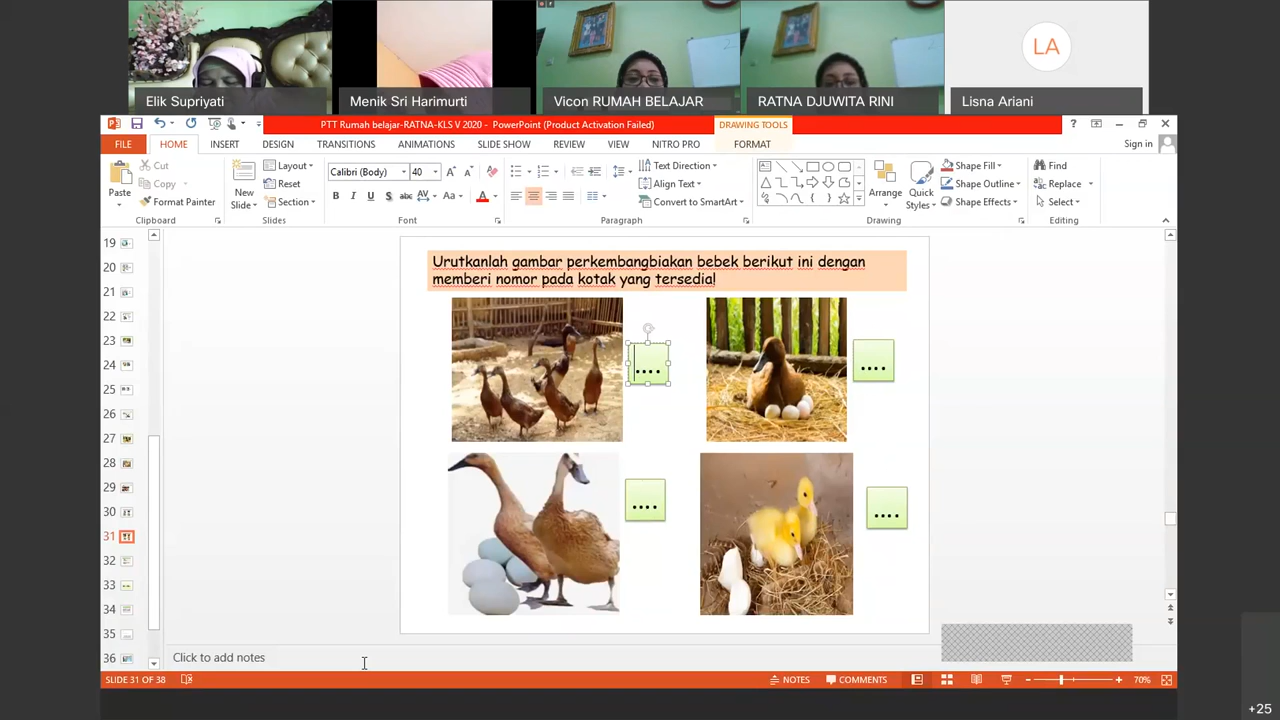 Elik Supriyati
Menik Sri Harimurti
Vicon RUMAH BELAJAR
RATNA DJUWITA RINI
LA
Lisna Ariani
PTT Rumah belajar-RATNA-KLS V 2020 - PowerPoint (Product Activation Failed)
DRAWING TOOLS
?
FILE
HOME
INSERT
DESIGN
TRANSITIONS
ANIMATIONS
SLIDE SHOW
REVIEW
VIEW
NITRO PRO
FORMAT
Sign in
Paste
Cut
Copy
Format Painter
Clipboard
New
Slide
Layout
Reset
Section
Slides
Calibri (Body)
40
B I U S abc AV Aa A
Font
Text Direction
Align Text
Convert to SmartArt
Paragraph
Arrange
Quick
Styles
Shape Fill
Shape Outline
Shape Effects
Drawing
Find
Replace
Select
Editing
19
20
21
22
23
24
25
26
27
28
29
30
31
32
33
34
35
36
Urutkanlah gambar perkembangbiakan bebek berikut ini dengan
memberi nomor pada kotak yang tersedia!
....
....
....
....
Click to add notes
SLIDE 31 OF 38
NOTES
COMMENTS
70%
+25